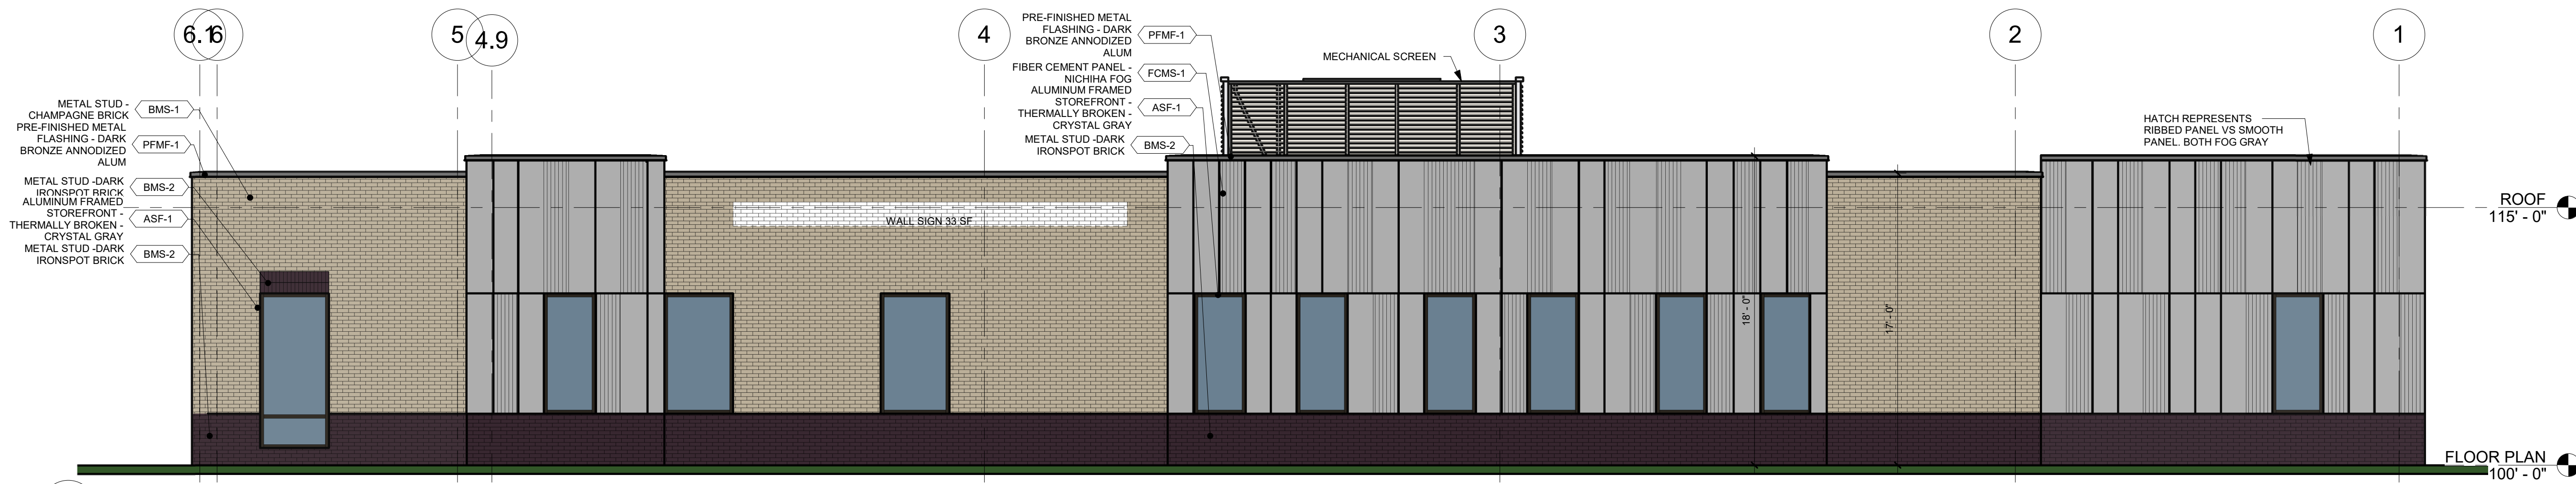 6.1
6
5
4.9
4
3
2
1
METAL STUD -
CHAMPAGNE BRICK
BMS-1
PRE-FINISHED METAL
FLASHING - DARK
BRONZE ANNODIZED
ALUM
PFMF-1
METAL STUD -DARK
IRONSPOT BRICK
BMS-2
ALUMINUM FRAMED
STOREFRONT -
THERMALLY BROKEN -
CRYSTAL GRAY
ASF-1
METAL STUD -DARK
IRONSPOT BRICK
BMS-2
WALL SIGN 33 SF
PRE-FINISHED METAL
FLASHING - DARK
BRONZE ANNODIZED
ALUM
PFMF-1
FIBER CEMENT PANEL -
NICHIHA FOG
FCMS-1
ALUMINUM FRAMED
STOREFRONT -
THERMALLY BROKEN -
CRYSTAL GRAY
ASF-1
METAL STUD -DARK
IRONSPOT BRICK
BMS-2
MECHANICAL SCREEN
18' - 0"
17' - 0"
HATCH REPRESENTS
RIBBED PANEL VS SMOOTH
PANEL. BOTH FOG GRAY
ROOF
115' - 0"
FLOOR PLAN
100' - 0"